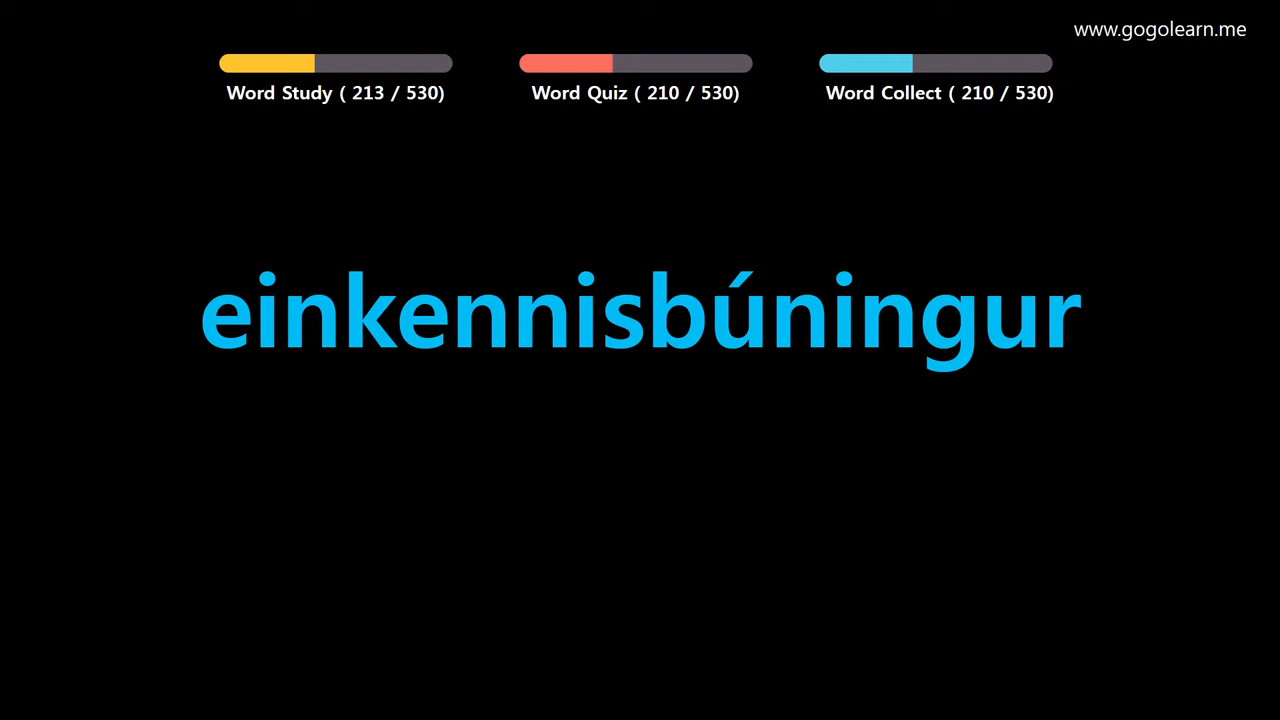 www.gogolearn.me
Word Study ( 213 / 530)
Word Quiz ( 210 / 530)
Word Collect ( 210 / 530)
einkennisbúningur